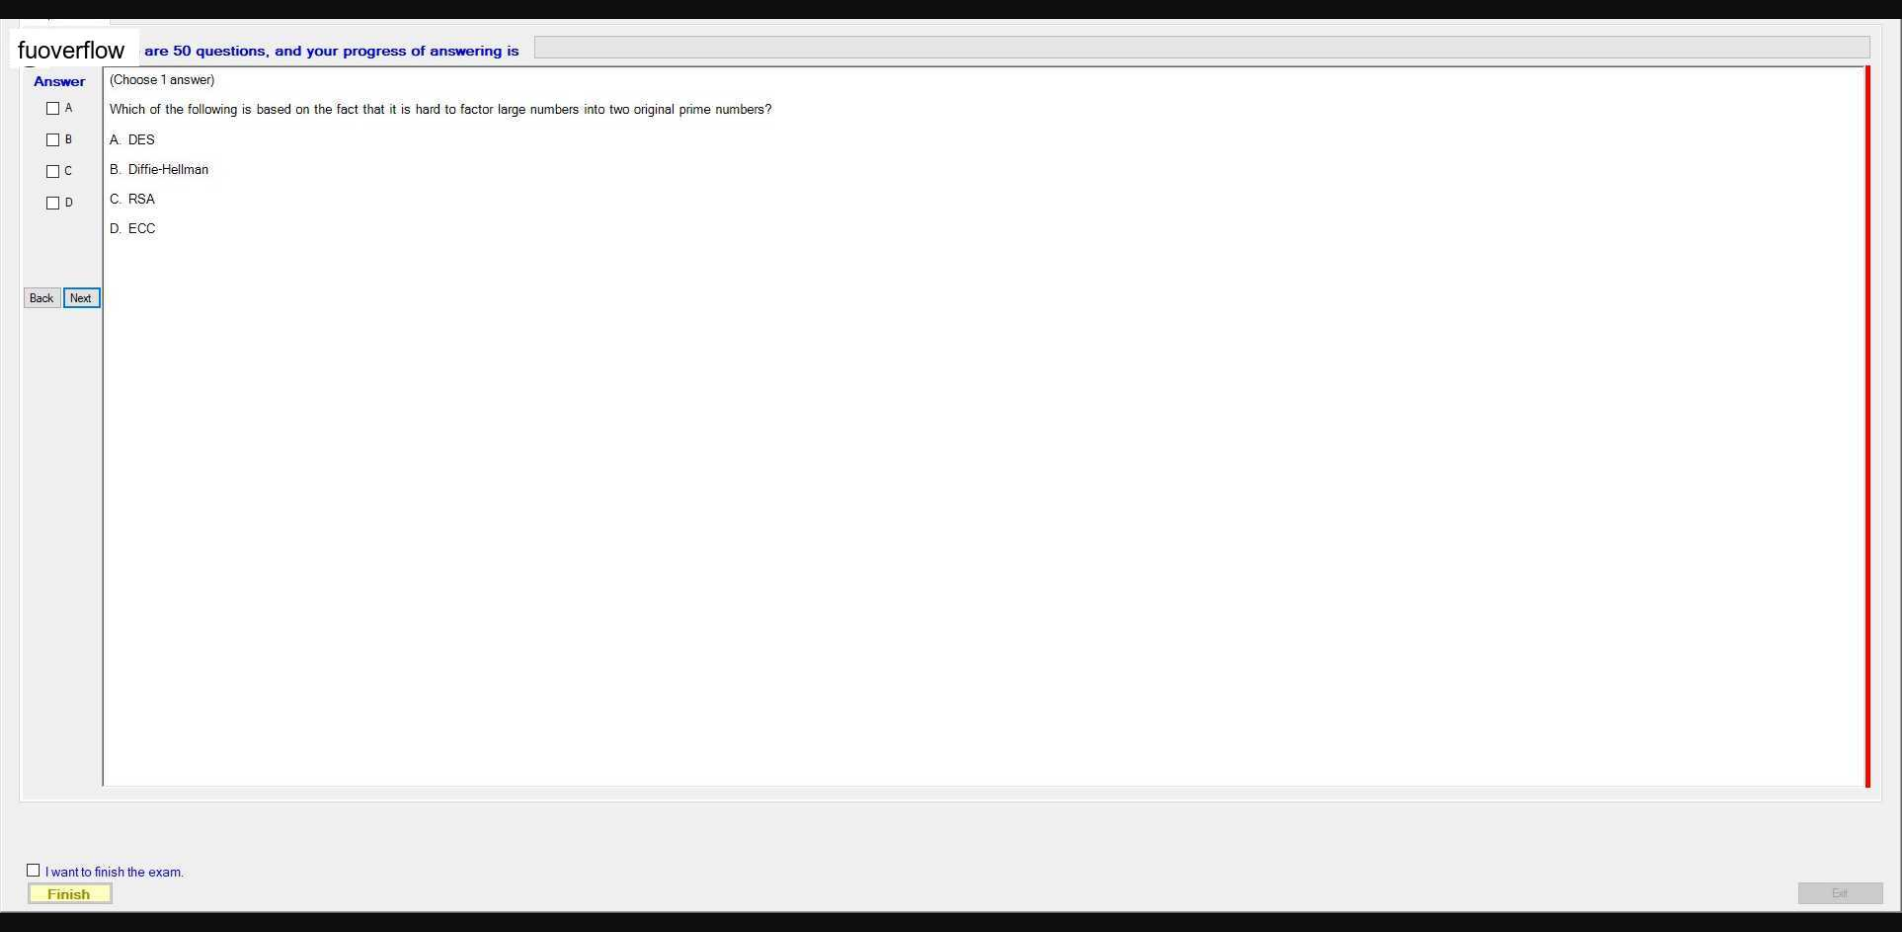 fuoverflow are 50 questions, and your progress of answering is
Answer
(Choose 1 answer)
A
Which of the following is based on the fact that it is hard to factor large numbers into two original prime numbers?
B
A. DES
C
B. Diffie-Hellman
D
C. RSA
D. ECC
Back Next
I want to finish the exam.
Finish
Exit